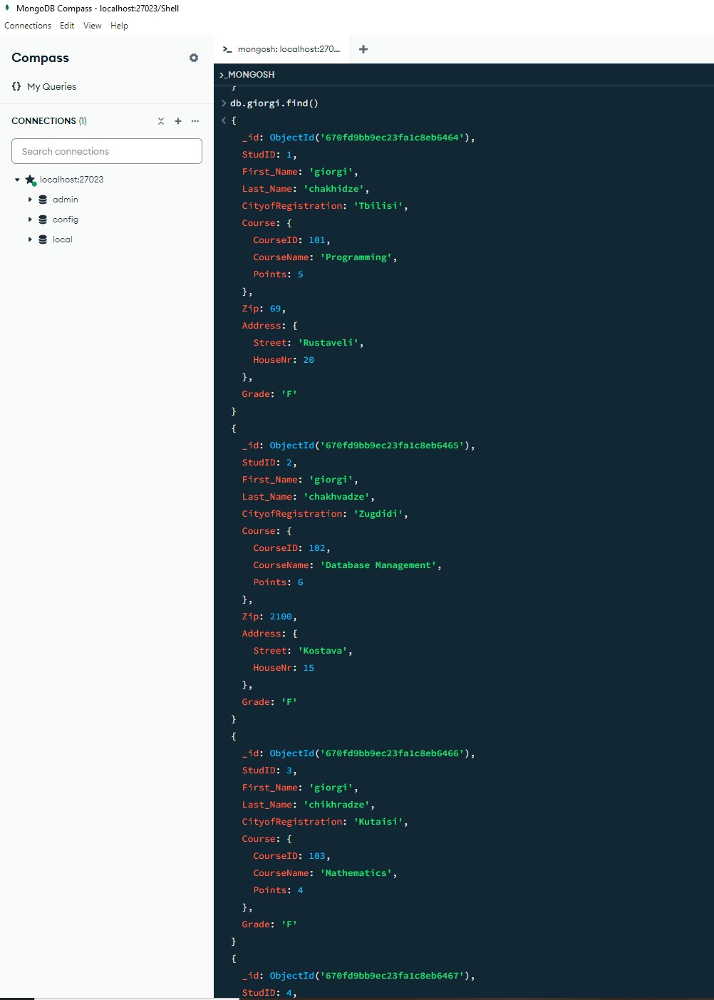 MongoDB Compass - localhost:27023/Shell
Connections Edit View Help
Compass
>_ mongosh: localhost:270... +
>_MONGOSH
{} My Queries
CONNECTIONS (1)
Search connections
localhost:27023
admin
config
local
}
> db.giorgi.find()
< {
_id: ObjectId('670fd9bb9ec23fa1c8eb6464'),
StudID: 1,
First_Name: 'giorgi',
Last_Name: 'chakhidze',
CityofRegistration: 'Tbilisi',
Course: {
CourseID: 101,
CourseName: 'Programming',
Points: 5
},
Zip: 69,
Address: {
Street: 'Rustaveli',
HouseNr: 20
},
Grade: 'F'
}
{
_id: ObjectId('670fd9bb9ec23fa1c8eb6465'),
StudID: 2,
First_Name: 'giorgi',
Last_Name: 'chakhvadze',
CityofRegistration: 'Zugdidi',
Course: {
CourseID: 102,
CourseName: 'Database Management',
Points: 6
},
Zip: 2100,
Address: {
Street: 'Kostava',
HouseNr: 15
},
Grade: 'F'
}
{
_id: ObjectId('670fd9bb9ec23fa1c8eb6466'),
StudID: 3,
First_Name: 'giorgi',
Last_Name: 'chikhradze',
CityofRegistration: 'Kutaisi',
Course: {
CourseID: 103,
CourseName: 'Mathematics',
Points: 4
},
Grade: 'F'
}
{
_id: ObjectId('670fd9bb9ec23fa1c8eb6467'),
StudID: 4,